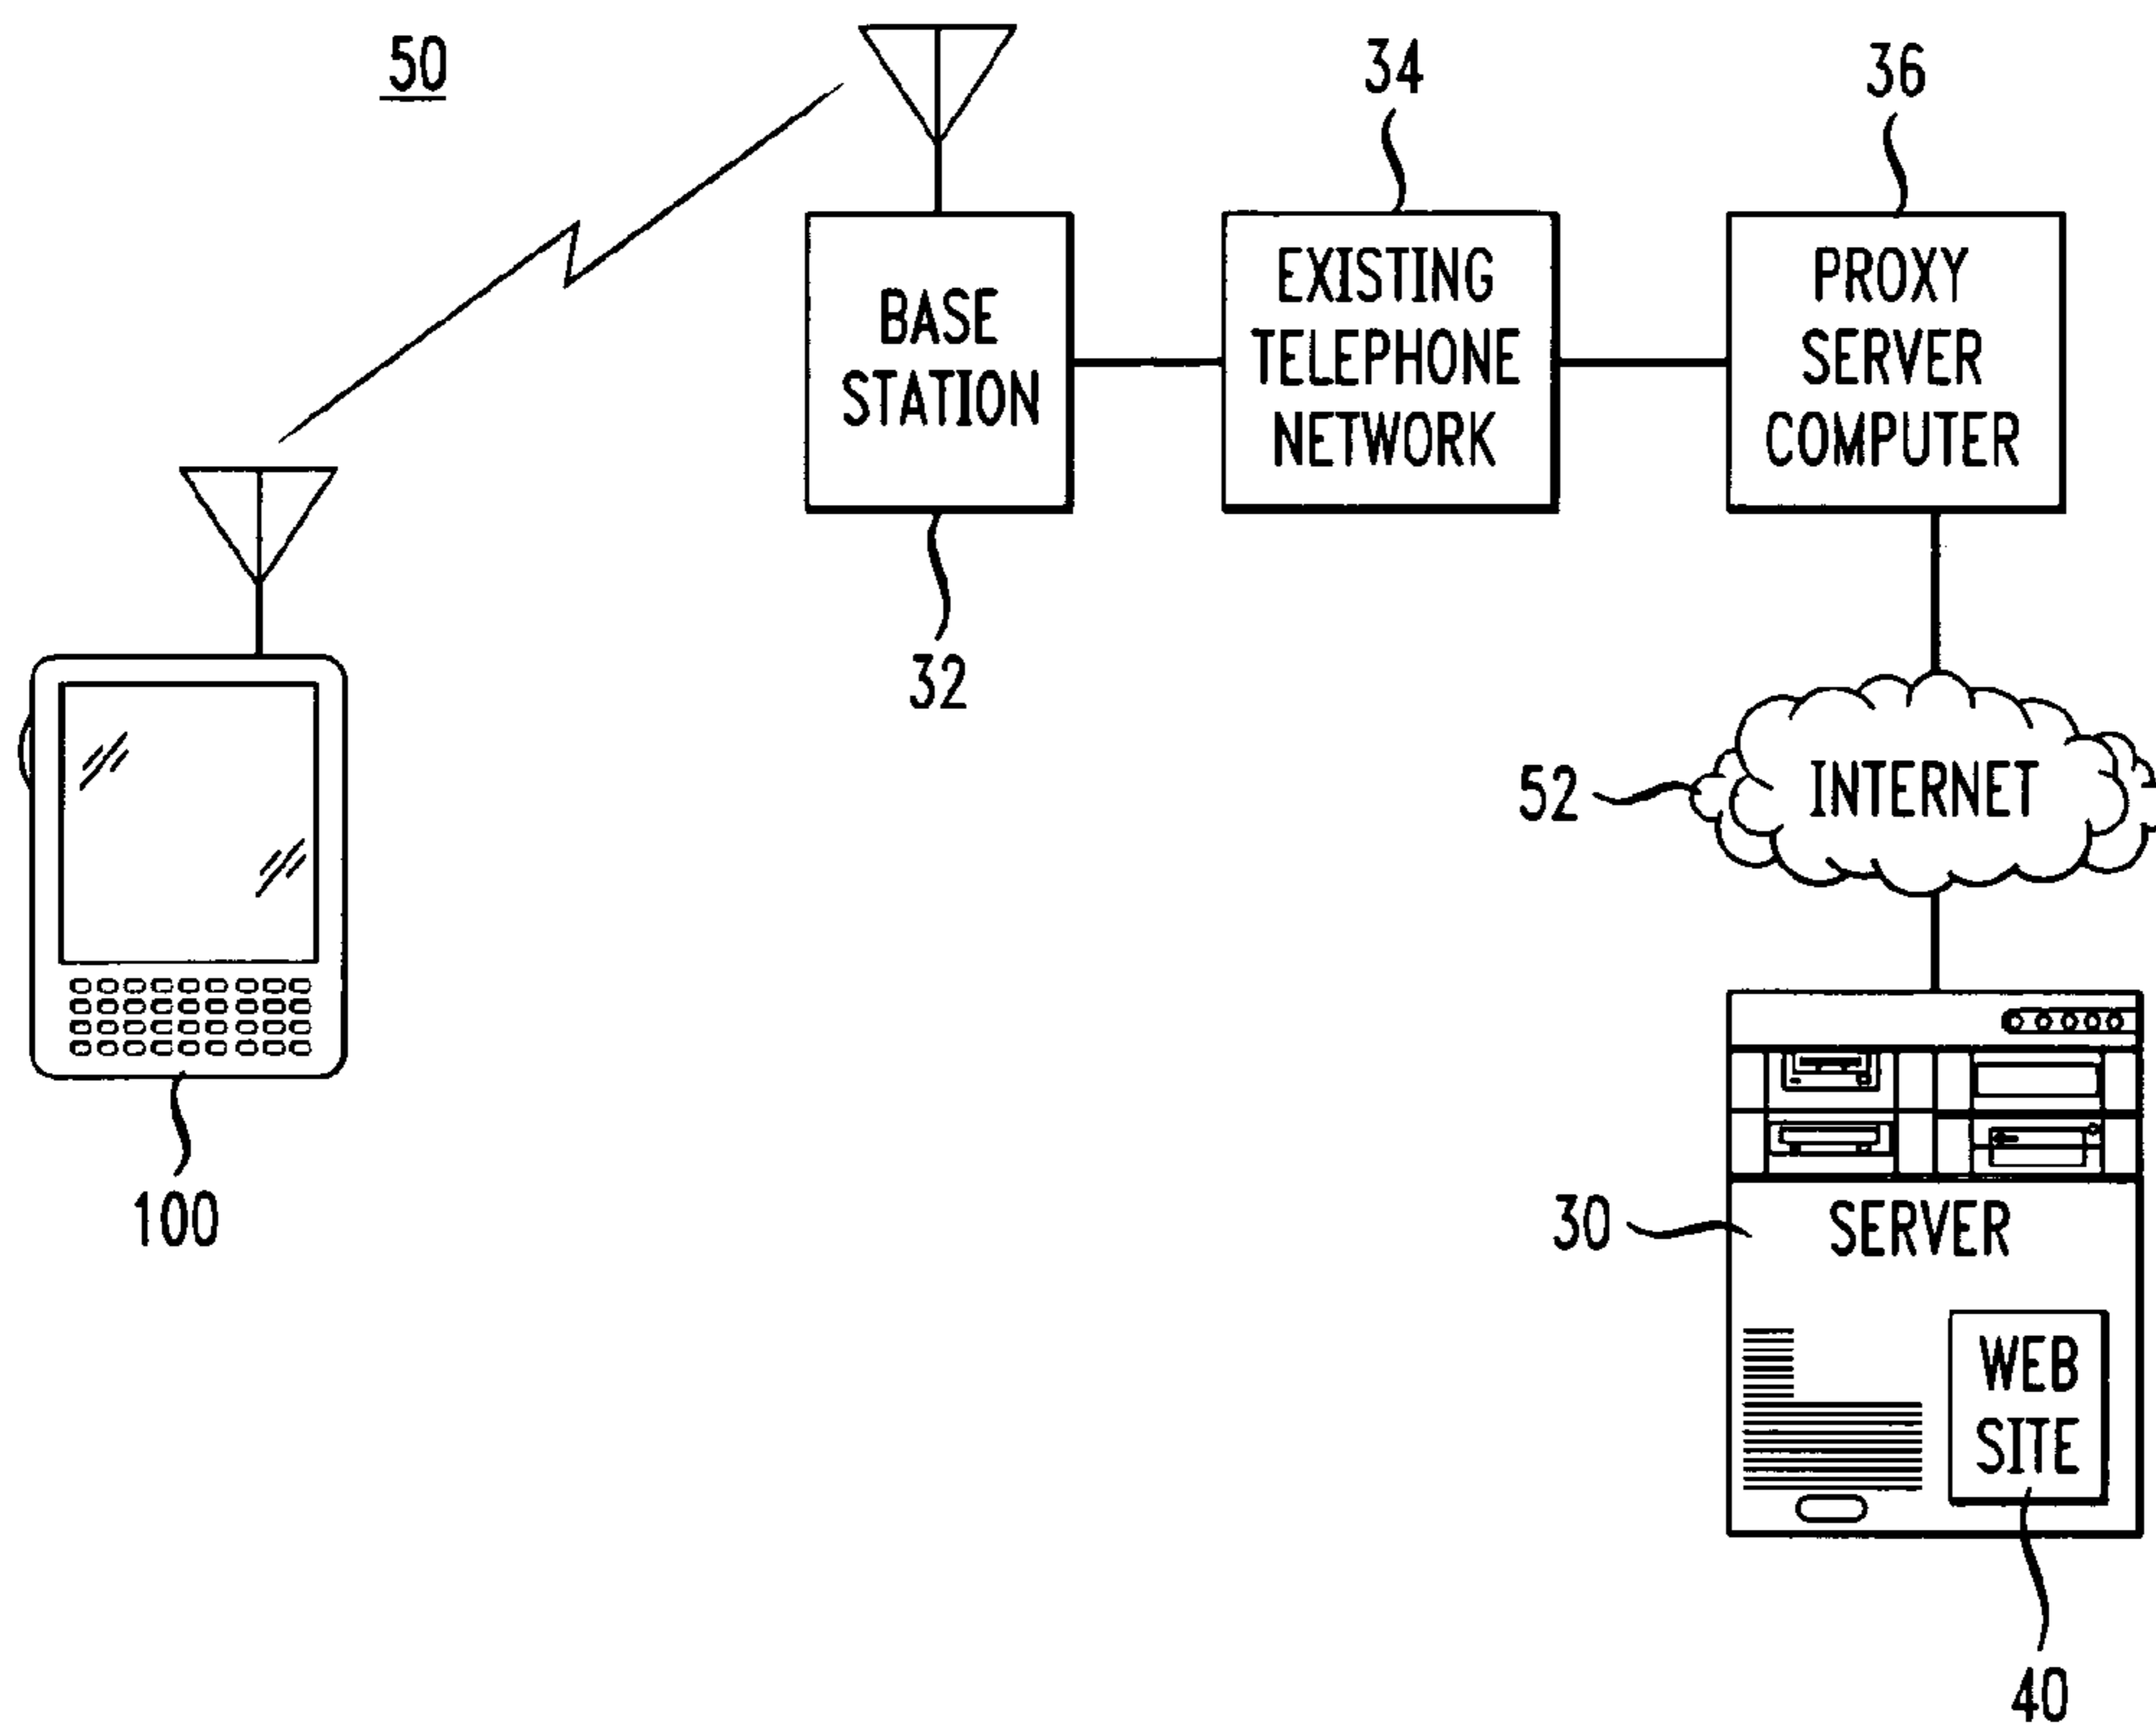 50
34
36
BASE
STATION
EXISTING
TELEPHONE
NETWORK
PROXY
SERVER
COMPUTER
32
52
INTERNET
100
30
SERVER
WEB
SITE
40